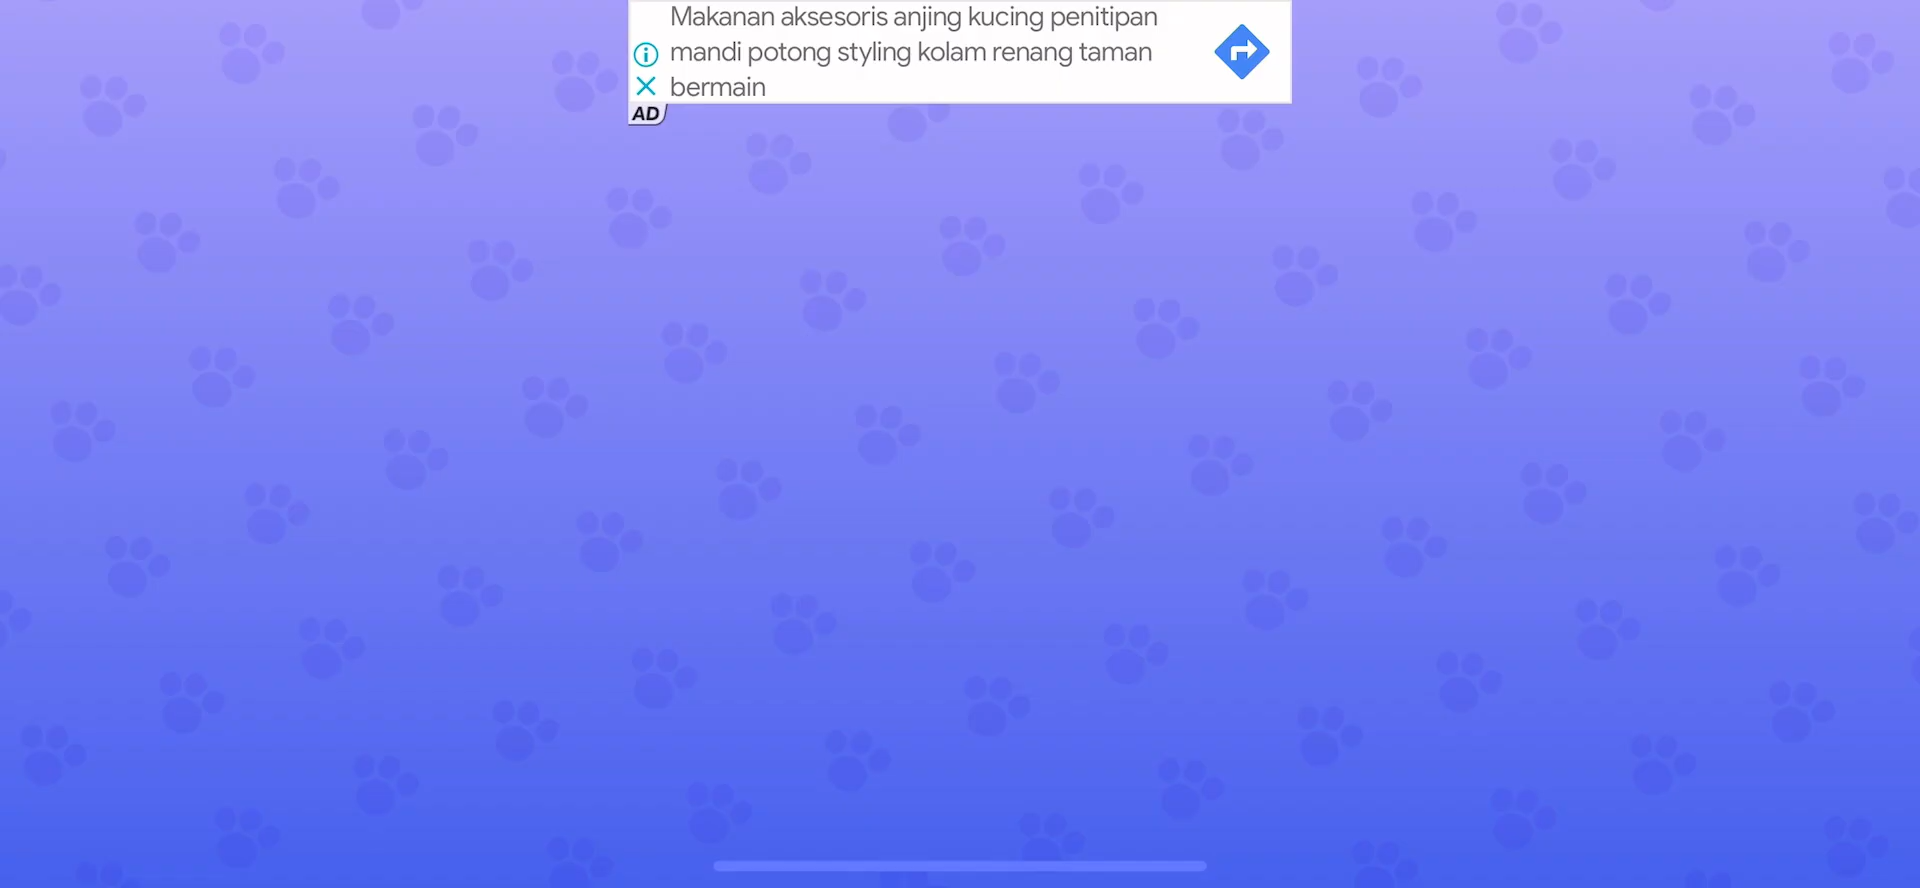 Makanan aksesoris anjing kucing penitipan
mandi potong styling kolam renang taman
bermain
AD